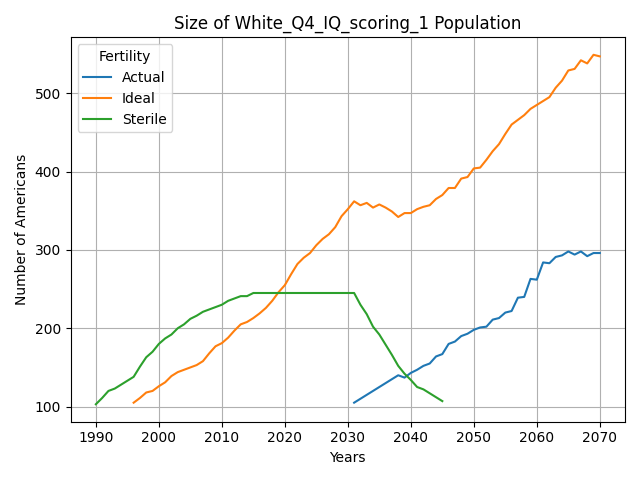 Size of White_Q4_IQ_scoring_1 Population
Fertility
Actual
Ideal
Sterile
Number of Americans
500
400
300
200
100
1990 2000 2010 2020 2030 2040 2050 2060 2070
Years